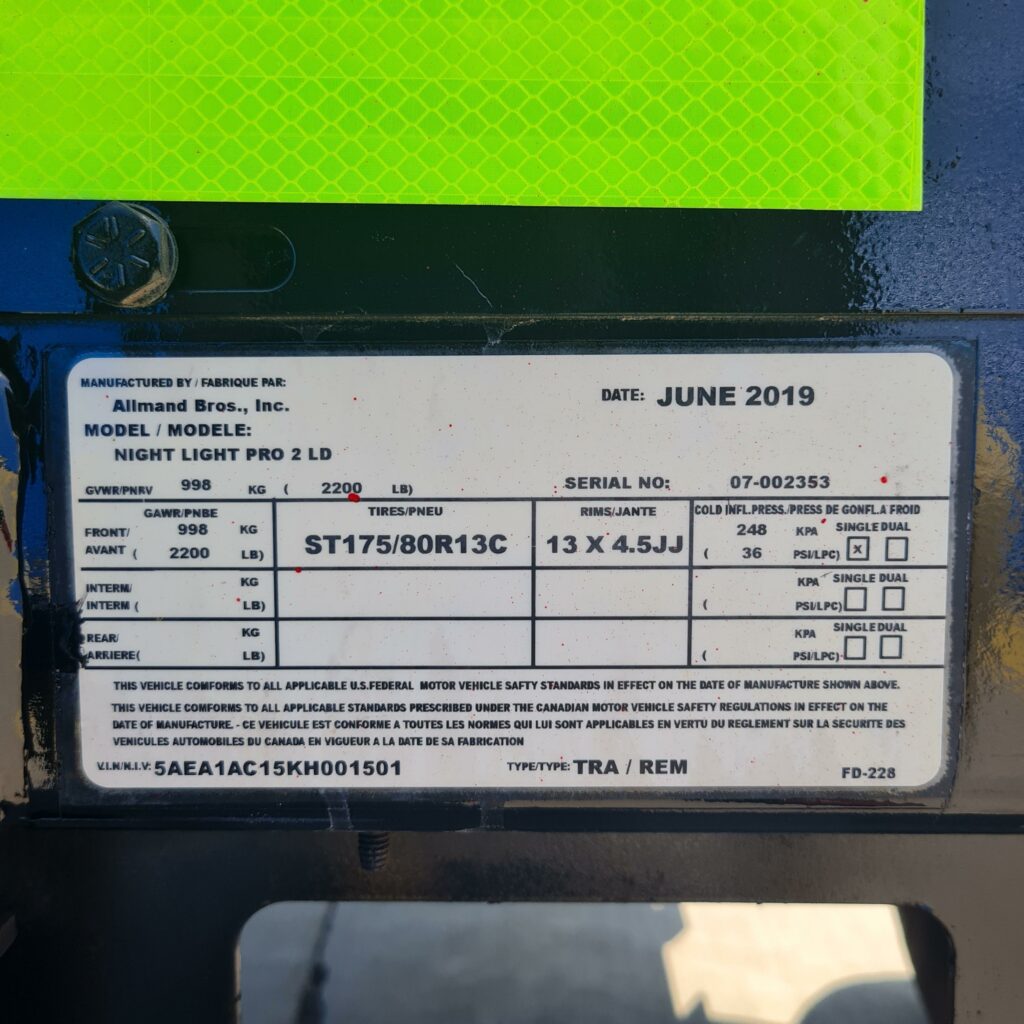 MANUFACTURED BY / FABRIQUE PAR:
Allmand Bros., Inc.
DATE: JUNE 2019
MODEL / MODELE:
NIGHT LIGHT PRO 2 LD
GVWR/PNRV 998 KG ( 2200 LB) SERIAL NO: 07-002353
GAWR/PNBE TIRES/PNEU RIMS/JANTE COLD INFL.PRESS./PRESS DE GONFL.A FROID
FRONT/ 998 KG 248 KPA SINGLE DUAL
AVANT ( 2200 LB) ST175/80R13C 13 X 4.5JJ ( 36 PSI/LPC) X
INTERM/ KG KPA SINGLE DUAL
INTERM ( LB) ( PSI/LPC)
REAR/ KG KPA SINGLE DUAL
ARRIERE( LB) ( PSI/LPC)
THIS VEHICLE COMFORMS TO ALL APPLICABLE U.S.FEDERAL MOTOR VEHICLE SAFTY STANDARDS IN EFFECT ON THE DATE OF MANUFACTURE SHOWN ABOVE.
THIS VEHICLE COMFORMS TO ALL APPLICABLE STANDARDS PRESCRIBED UNDER THE CANADIAN MOTOR VEHICLE SAFETY REGULATIONS IN EFFECT ON THE
DATE OF MANUFACTURE. - CE VEHICULE EST CONFORME A TOUTES LES NORMES QUI LUI SONT APPLICABLES EN VERTU DU REGLEMENT SUR LA SECURITE DES
VENICULES AUTOMOBILES DU CANADA EN VIGUEUR A LA DATE DE SA FABRICATION
V.I.N/N.I.V: 5AEA1AC15KH001501 TYPE/TYPE: TRA / REM FD-228